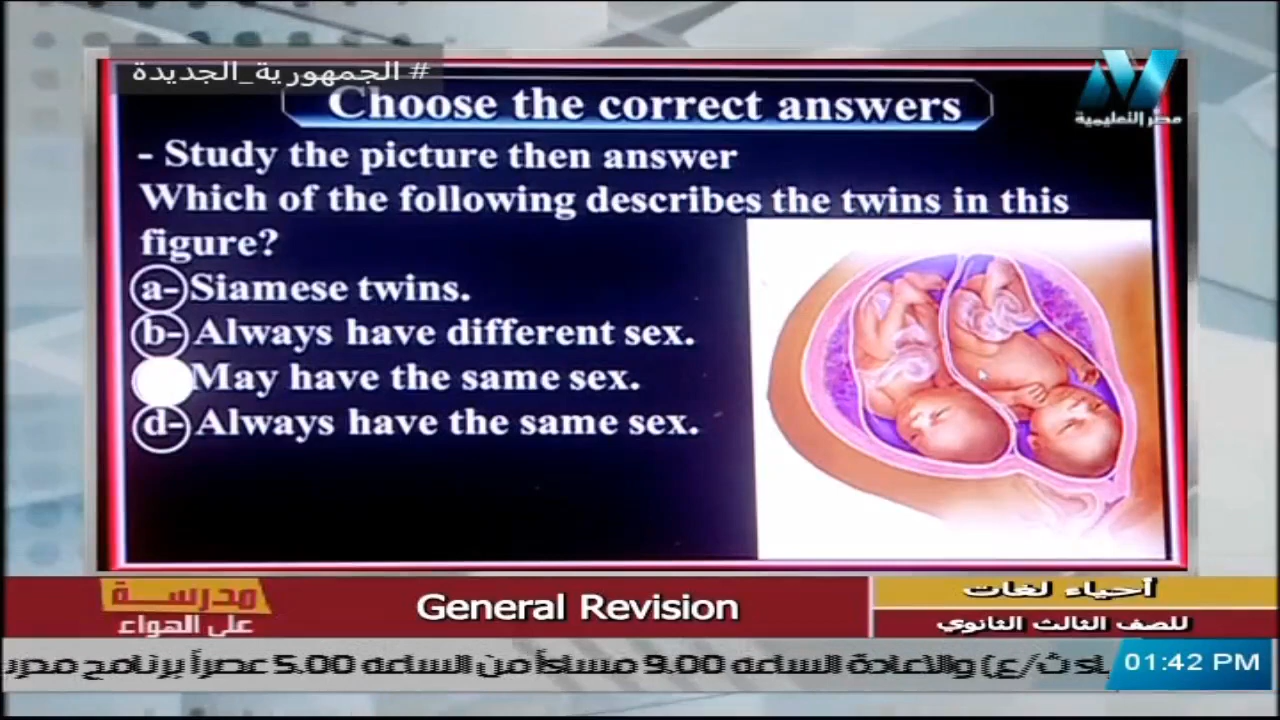 # الجمهورية_الجديدة
مصر التعليمية
Choose the correct answers
- Study the picture then answer
Which of the following describes the twins in this
figure?
a- Siamese twins.
b- Always have different sex.
May have the same sex.
d- Always have the same sex.
مدرسة
على الهواء
General Revision
أحياء لغات
للصف الثالث الثانوي
ث/ع) والاعادة الساعه 9.00 مساءاً من الساعه 5.00 عصراً برنامج
01:42 PM